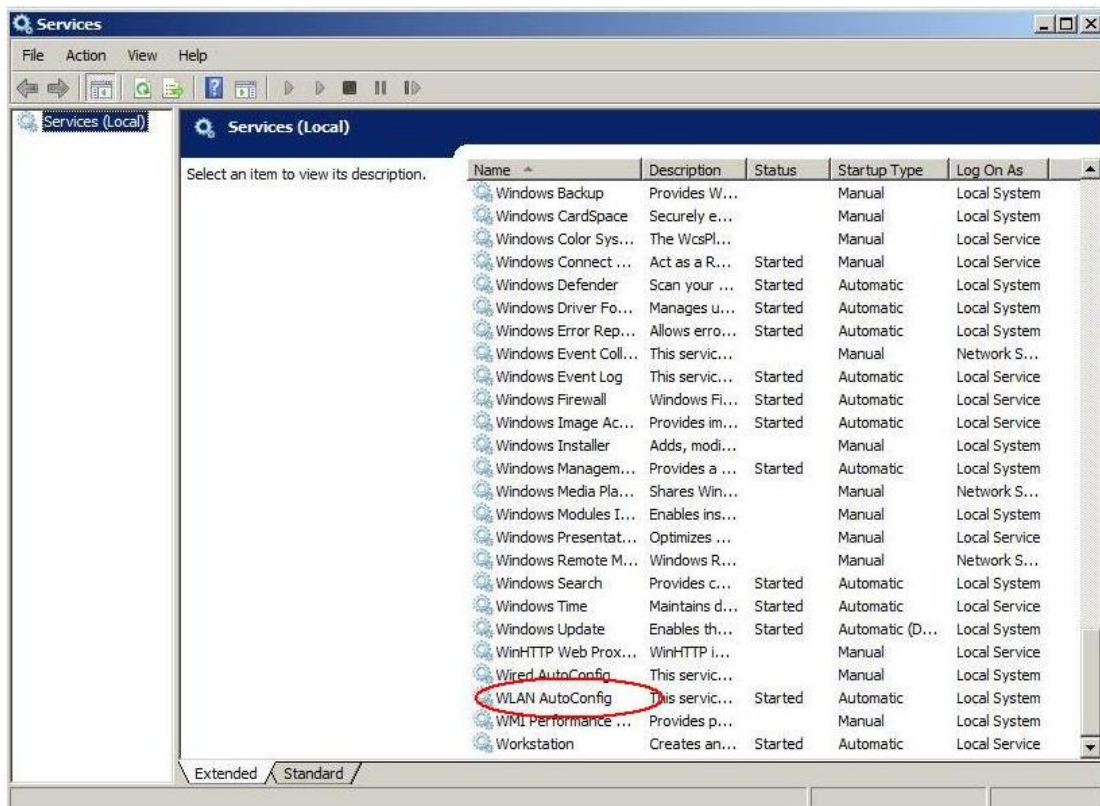 Services
File Action View Help
Services (Local)
Services (Local)
Select an item to view its description.
Name Description Status Startup Type Log On As
Windows Backup Provides W... Manual Local System
Windows CardSpace Securely e... Manual Local System
Windows Color Sys... The WcsPl... Manual Local Service
Windows Connect ... Act as a R... Started Manual Local Service
Windows Defender Scan your ... Started Automatic Local System
Windows Driver Fo... Manages u... Started Automatic Local System
Windows Error Rep... Allows erro... Started Automatic Local System
Windows Event Coll... This servic... Manual Network S...
Windows Event Log This servic... Started Automatic Local Service
Windows Firewall Windows Fi... Started Automatic Local Service
Windows Image Ac... Provides im... Started Automatic Local Service
Windows Installer Adds, modi... Manual Local System
Windows Managem... Provides a ... Started Automatic Local System
Windows Media Pla... Shares Win... Manual Network S...
Windows Modules I... Enables ins... Manual Local System
Windows Presentat... Optimizes ... Manual Local Service
Windows Remote M... Windows R... Manual Network S...
Windows Search Provides c... Started Automatic Local System
Windows Time Maintains d... Started Automatic Local Service
Windows Update Enables th... Started Automatic (D... Local System
WinHTTP Web Prox... WinHTTP i... Manual Local Service
Wired AutoConfig This servic... Manual Local System
WLAN AutoConfig This servic... Started Automatic Local System
WMI Performance ... Provides p... Manual Local System
Workstation Creates an... Started Automatic Local Service
Extended Standard